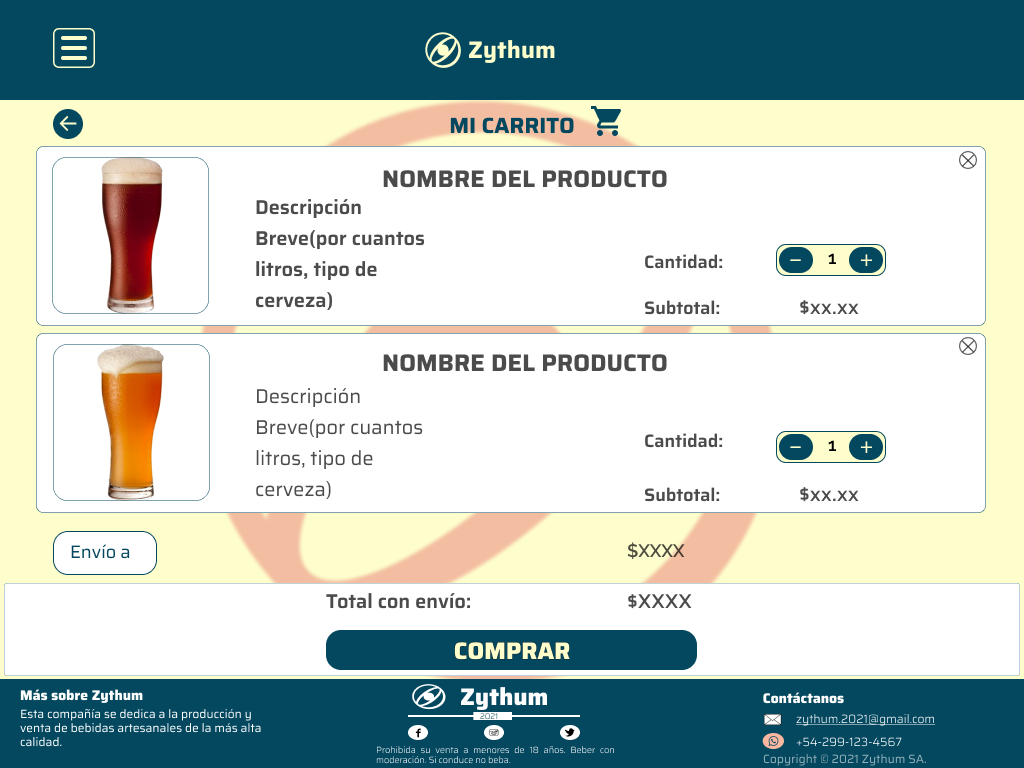 Zythum
MI CARRITO
NOMBRE DEL PRODUCTO
Descripción
Breve(por cuantos
litros, tipo de
cerveza)
Cantidad:
1
Subtotal:
$xx.xx
NOMBRE DEL PRODUCTO
Descripción
Breve(por cuantos
litros, tipo de
cerveza)
Cantidad:
1
Subtotal:
$xx.xx
Envío a
$XXXX
Total con envío:
$XXXX
COMPRAR
Más sobre Zythum
Esta compañía se dedica a la producción y
venta de bebidas artesanales de la más alta
calidad.
Zythum
2021
Prohibida su venta a menores de 18 años. Beber con
moderación. Si conduce no beba.
Contáctanos
zythum.2021@gmail.com
+54-299-123-4567
Copyright © 2021 Zythum SA.